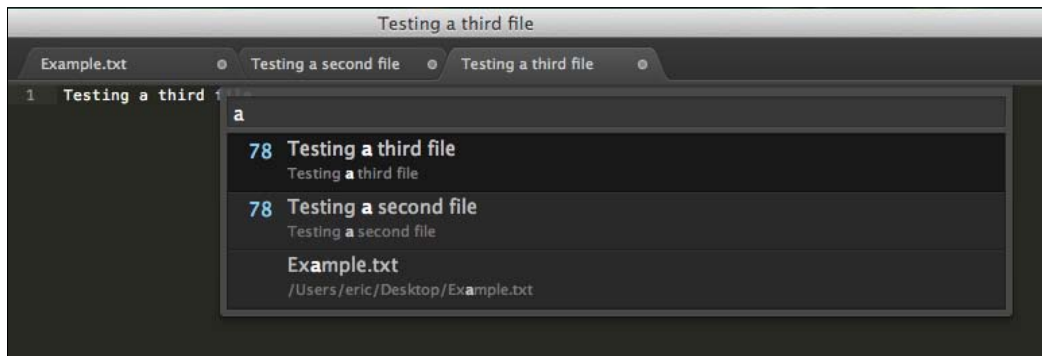 Testing a third file
Example.txt Testing a second file Testing a third file
1 Testing a third
a
78 Testing a third file
Testing a third file
78 Testing a second file
Testing a second file
Example.txt
/Users/eric/Desktop/Example.txt